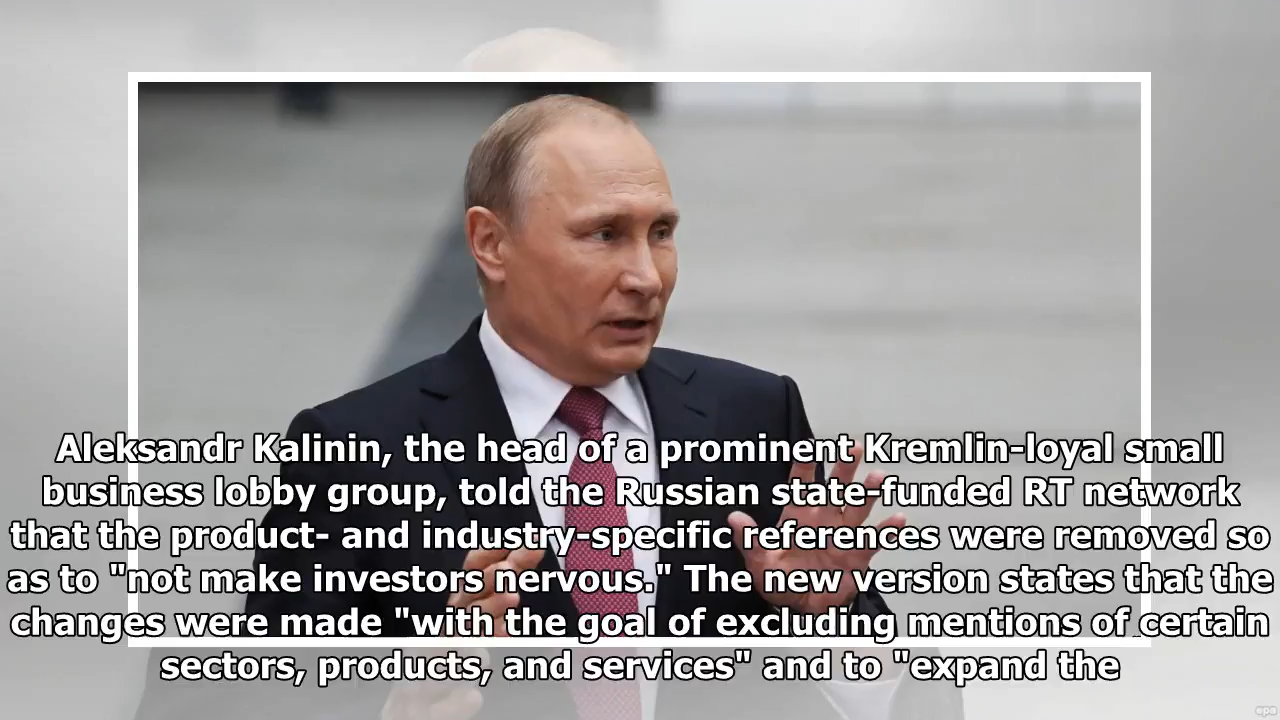 Aleksandr Kalinin, the head of a prominent Kremlin-loyal small
business lobby group, told the Russian state-funded RT network
that the product- and industry-specific references were removed so
as to "not make investors nervous." The new version states that the
changes were made "with the goal of excluding mentions of certain
sectors, products, and services" and to "expand the
epa